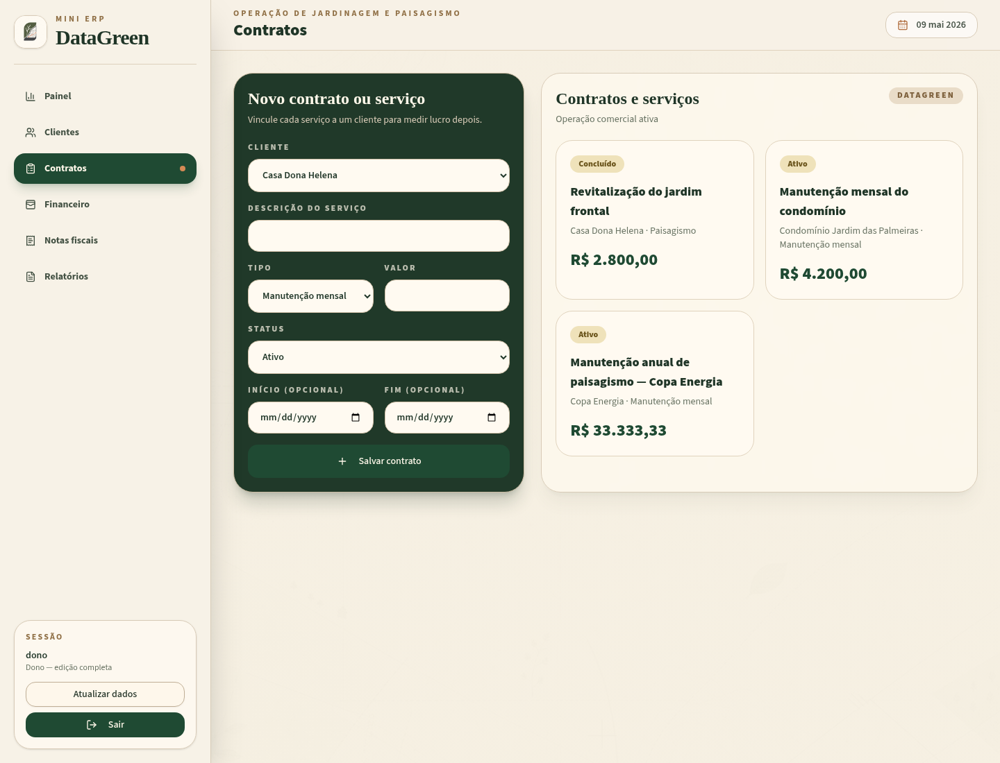 MINI ERP
DataGreen
Painel
Clientes
Contratos
Financeiro
Notas fiscais
Relatórios
SESSÃO
dono
Dono — edição completa
Atualizar dados
Sair
OPERAÇÃO DE JARDINAGEM E PAISAGISMO
Contratos
09 mai 2026
Novo contrato ou serviço
Vincule cada serviço a um cliente para medir lucro depois.
CLIENTE
Casa Dona Helena
DESCRIÇÃO DO SERVIÇO
TIPO
VALOR
Manutenção mensal
STATUS
Ativo
INÍCIO (OPCIONAL)
FIM (OPCIONAL)
mm/dd/yyyy
mm/dd/yyyy
Salvar contrato
Contratos e serviços
DATAGREEN
Operação comercial ativa
Concluído
Revitalização do jardim
frontal
Casa Dona Helena · Paisagismo
R$ 2.800,00
Ativo
Manutenção mensal do
condomínio
Condomínio Jardim das Palmeiras ·
Manutenção mensal
R$ 4.200,00
Ativo
Manutenção anual de
paisagismo — Copa Energia
Copa Energia · Manutenção mensal
R$ 33.333,33